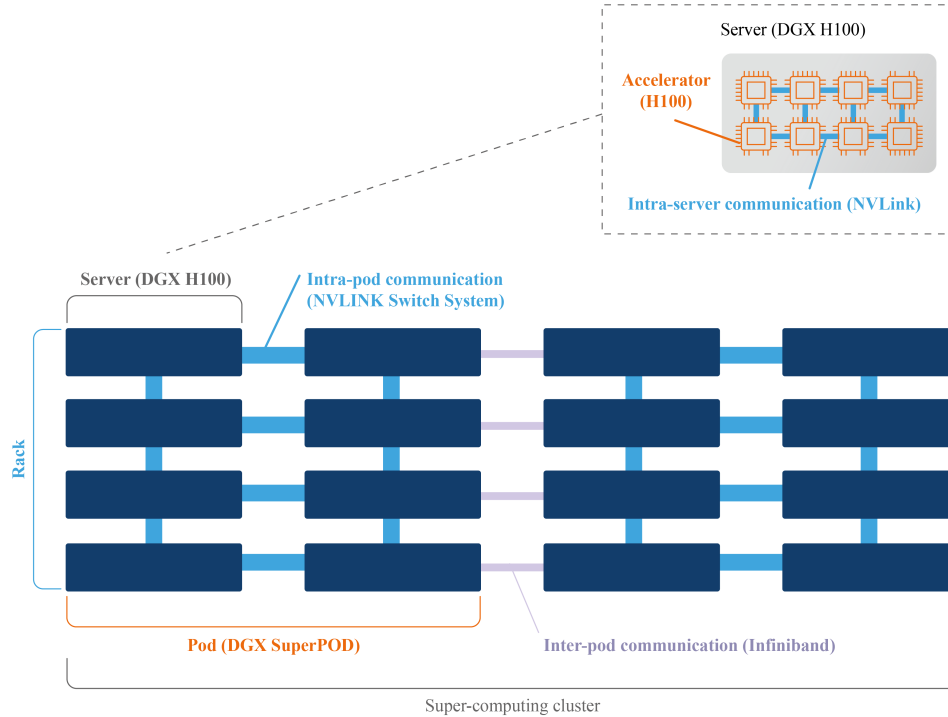 Server (DGX H100)
Accelerator
(H100)
Intra-server communication (NVLink)
Server (DGX H100)
Intra-pod communication
(NVLINK Switch System)
Rack
Pod (DGX SuperPOD)
Inter-pod communication (Infiniband)
Super-computing cluster